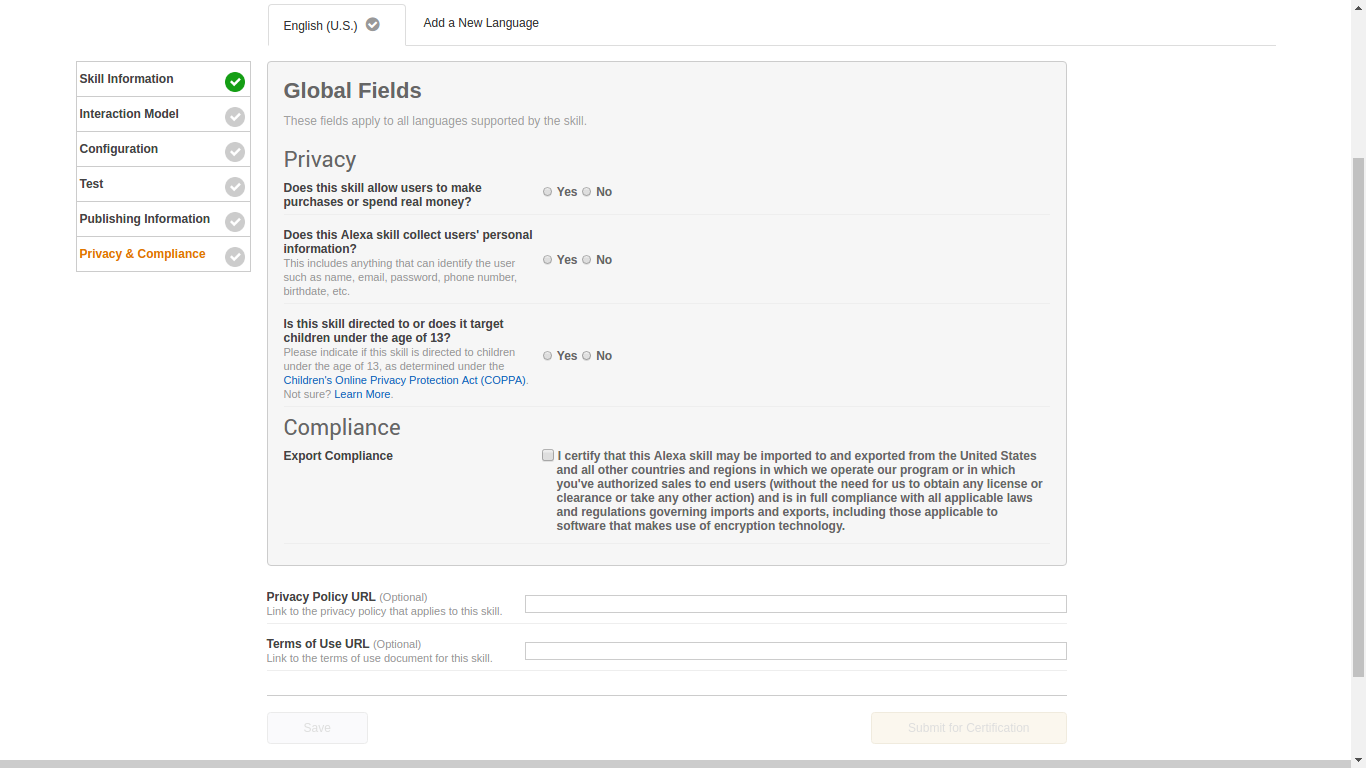 English (U.S.)
Add a New Language
Skill Information
Interaction Model
Configuration
Test
Publishing Information
Privacy & Compliance
Global Fields
These fields apply to all languages supported by the skill.
Privacy
Does this skill allow users to make
purchases or spend real money?
Yes No
Does this Alexa skill collect users' personal
information?
This includes anything that can identify the user
such as name, email, password, phone number,
birthdate, etc.
Yes No
Is this skill directed to or does it target
children under the age of 13?
Please indicate if this skill is directed to children
under the age of 13, as determined under the
Children's Online Privacy Protection Act (COPPA).
Not sure? Learn More.
Yes No
Compliance
Export Compliance
I certify that this Alexa skill may be imported to and exported from the United States
and all other countries and regions in which we operate our program or in which
you've authorized sales to end users (without the need for us to obtain any license or
clearance or take any other action) and is in full compliance with all applicable laws
and regulations governing imports and exports, including those applicable to
software that makes use of encryption technology.
Privacy Policy URL (Optional)
Link to the privacy policy that applies to this skill.
Terms of Use URL (Optional)
Link to the terms of use document for this skill.
Save
Submit for Certification